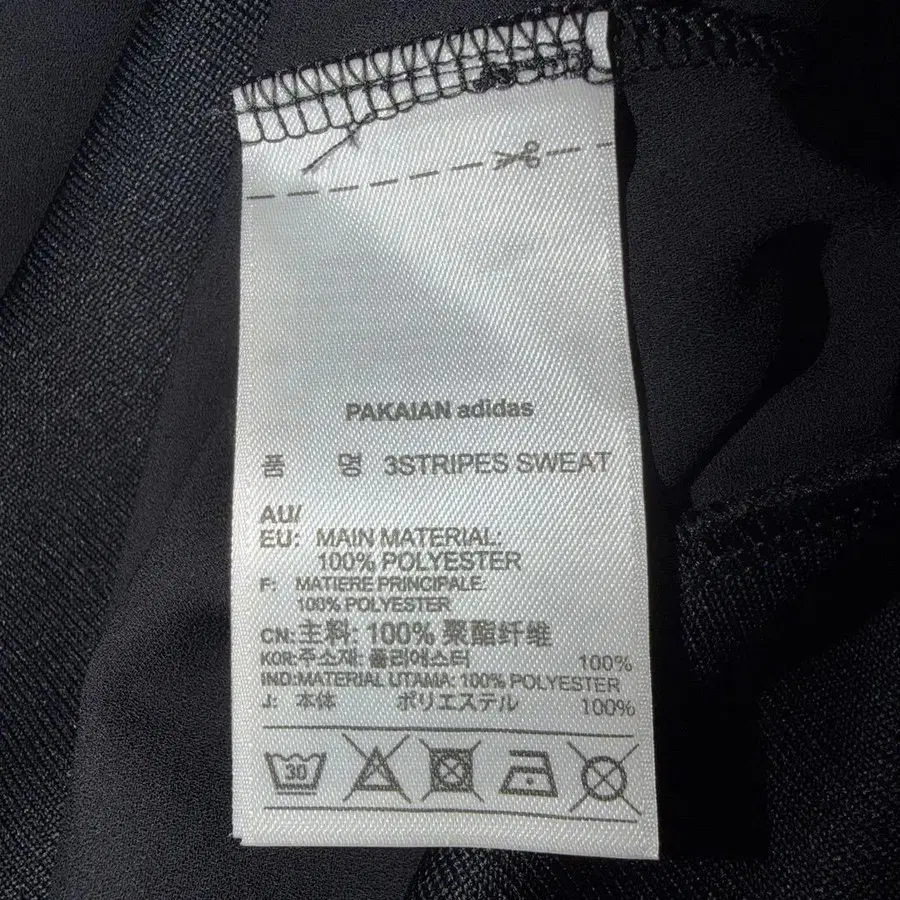 PAKAIAN adidas
품 명 3STRIPES SWEAT
AU/
EU: MAIN MATERIAL:
100% POLYESTER
F: MATIERE PRINCIPALE:
100% POLYESTER
CN:主料: 100% 聚酯纤维
KOR:주소재: 폴리에스터 100%
IND:MATERIAL UTAMA: 100% POLYESTER
J: 本体 ポリエステル 100%
30